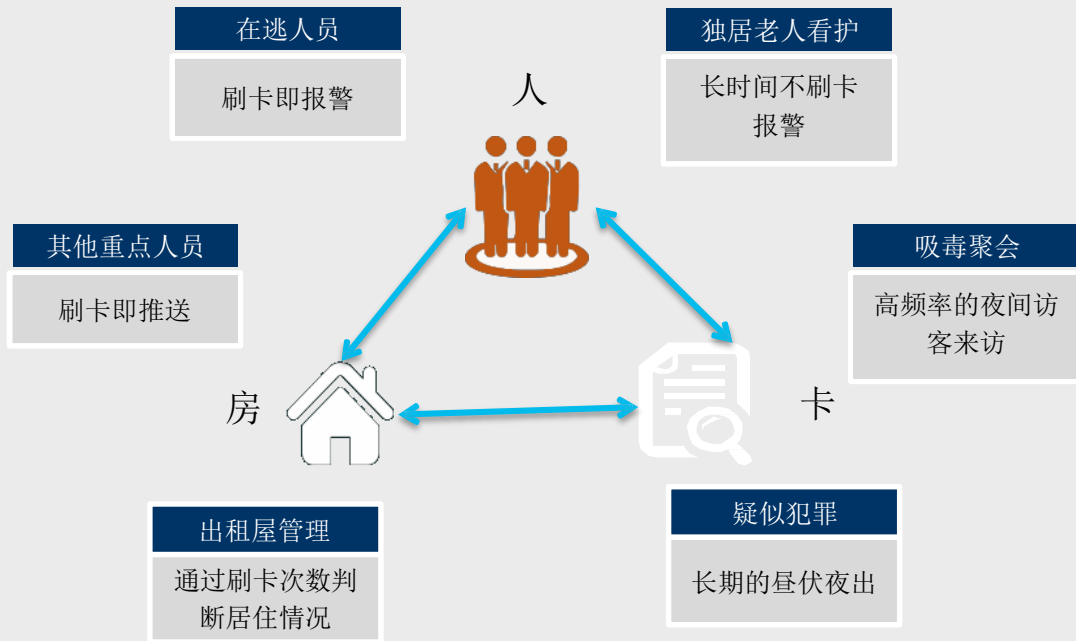 在逃人员
刷卡即报警
人
独居老人看护
长时间不刷卡
报警
其他重点人员
刷卡即推送
吸毒聚会
高频率的夜间访
客来访
房
卡
出租屋管理
通过刷卡次数判
断居住情况
疑似犯罪
长期的昼伏夜出